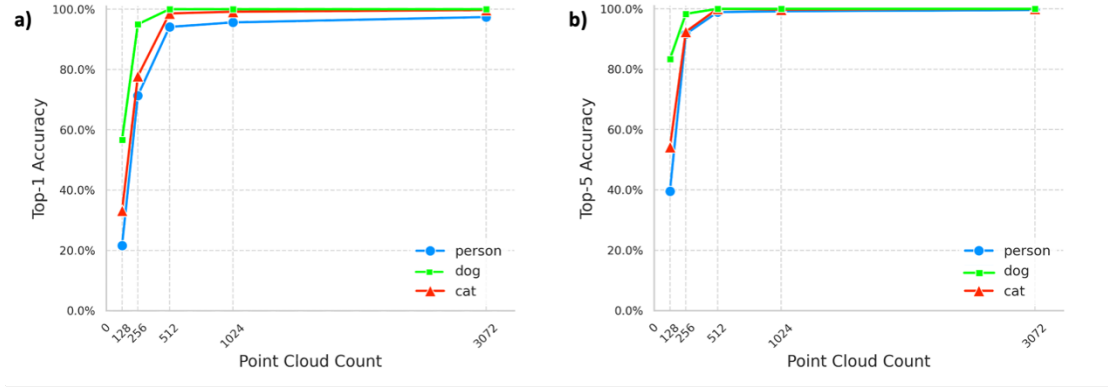 a)
100.0%
80.0%
60.0%
40.0%
20.0%
0.0%
Top-1 Accuracy
0
128
256
512
1024
3072
Point Cloud Count
person
dog
cat
b)
100.0%
80.0%
60.0%
40.0%
20.0%
0.0%
Top-5 Accuracy
0
128
256
512
1024
3072
Point Cloud Count
person
dog
cat